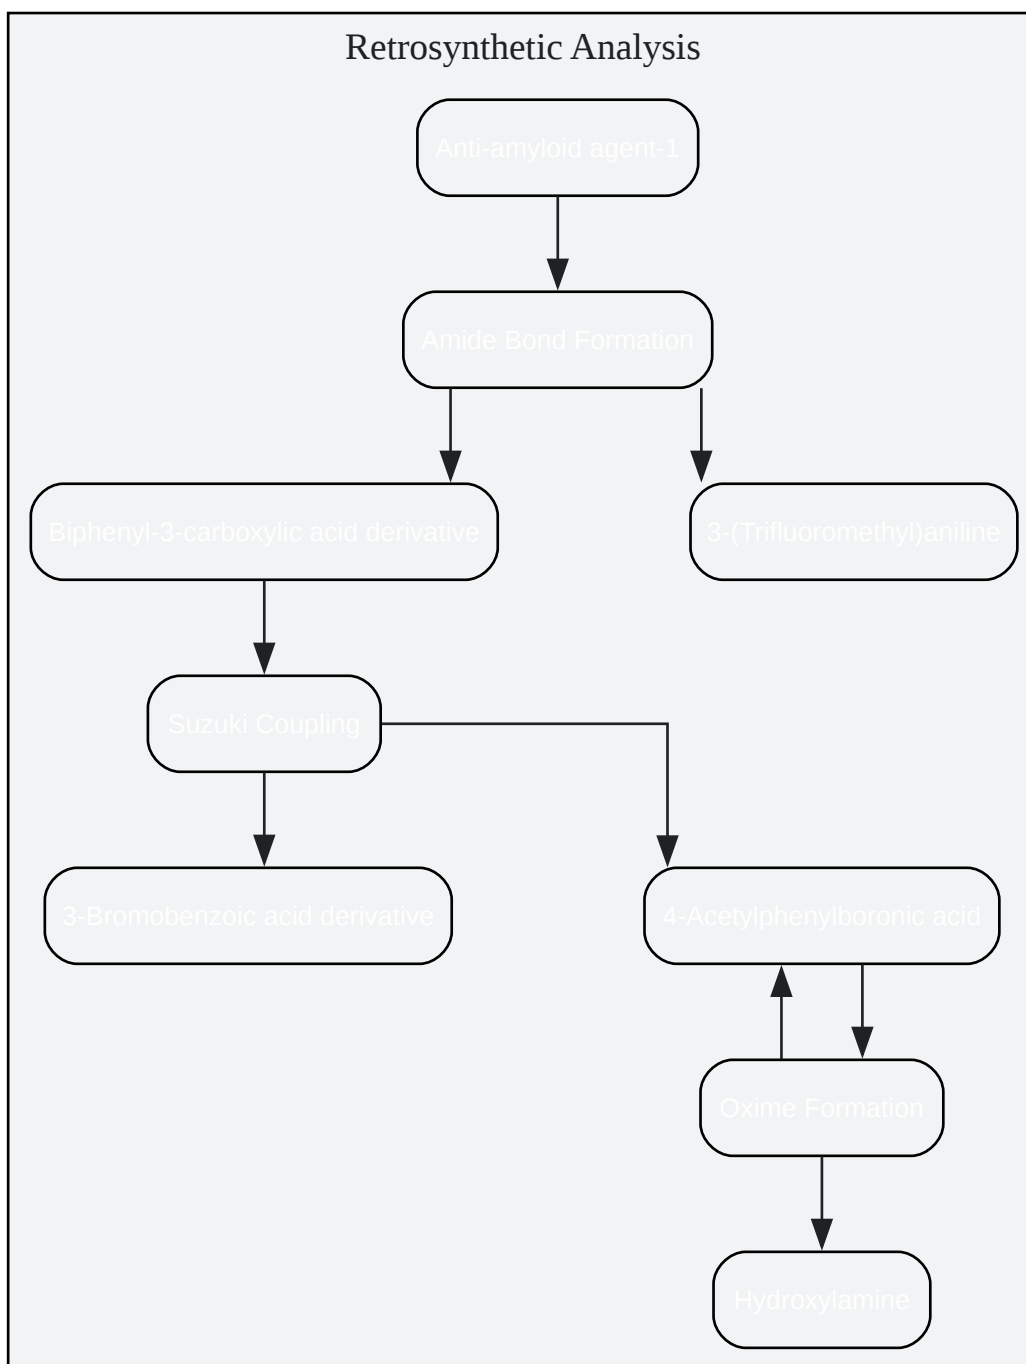 Retrosynthetic Analysis
Anti-amyloid agent-1
Amide Bond Formation
Biphenyl-3-carboxylic acid derivative
3-(Trifluoromethyl)aniline
Suzuki Coupling
3-Bromobenzoic acid derivative
4-Acetylphenylboronic acid
Oxime Formation
Hydroxylamine